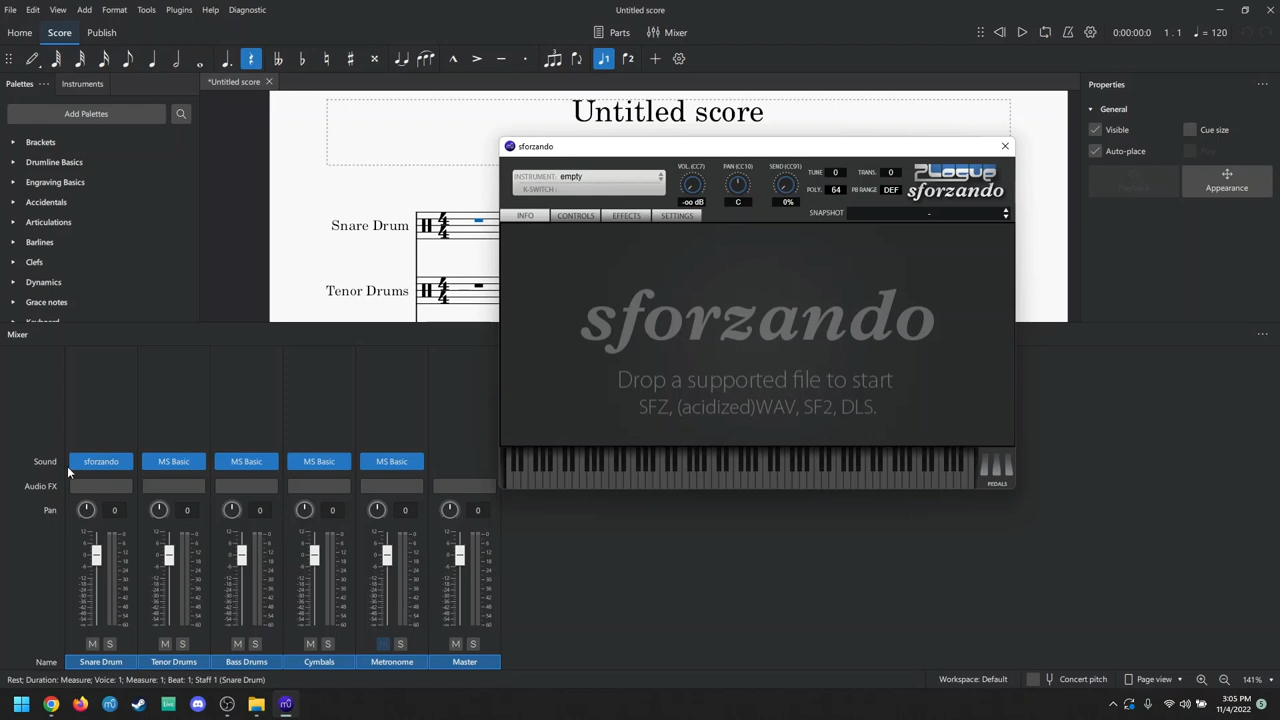 File Edit View Add Format Tools Plugins Help Diagnostic
Untitled score
Home Score Publish
Parts Mixer
0:00:00:0 1 . 1 = 120
Palettes Instruments
*Untitled score
Properties
Add Palettes
Untitled score
General
Visible Cue size
Auto-place Play
Playback Appearance
Brackets
Drumline Basics
Engraving Basics
Accidentals
Articulations
Barlines
Clefs
Dynamics
Grace notes
Snare Drum
Tenor Drums
sforzando
INSTRUMENT: empty
K-SWITCH :
VOL. (CC7) PAN (CC10) SEND (CC91)
-oo dB C 0%
TUNE 0 TRANS. 0
POLY. 64 PB RANGE DEF
PLOGUE
sforzando
SNAPSHOT -
INFO CONTROLS EFFECTS SETTINGS
sforzando
Drop a supported file to start
SFZ, (acidized)WAV, SF2, DLS.
PEDALS
Mixer
Sound sforzando MS Basic MS Basic MS Basic MS Basic
Audio FX
Pan 0 0 0 0 0 0
M S M S M S M S M S M S
Name Snare Drum Tenor Drums Bass Drums Cymbals Metronome Master
Rest; Duration: Measure; Voice: 1; Measure: 1; Beat: 1; Staff 1 (Snare Drum)
Workspace: Default Concert pitch Page view 141%
3:05 PM
11/4/2022